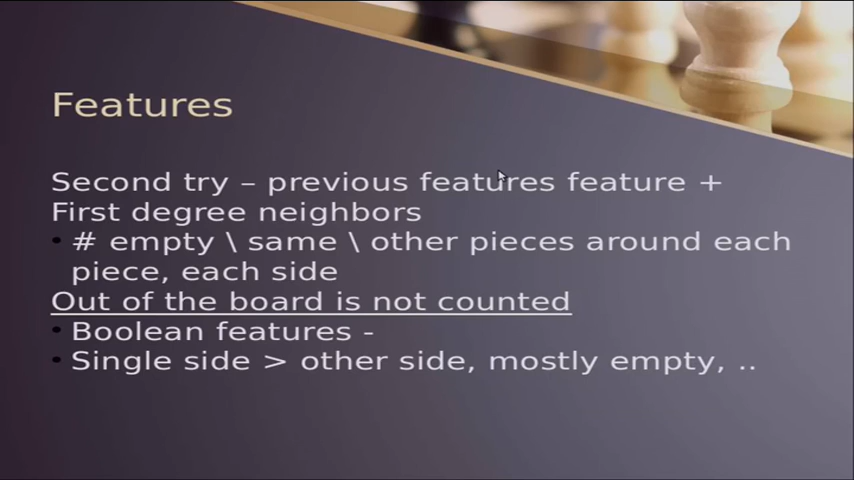 Features
Second try – previous features feature +
First degree neighbors
• # empty \ same \ other pieces around each
piece, each side
Out of the board is not counted
• Boolean features -
• Single side > other side, mostly empty, ..